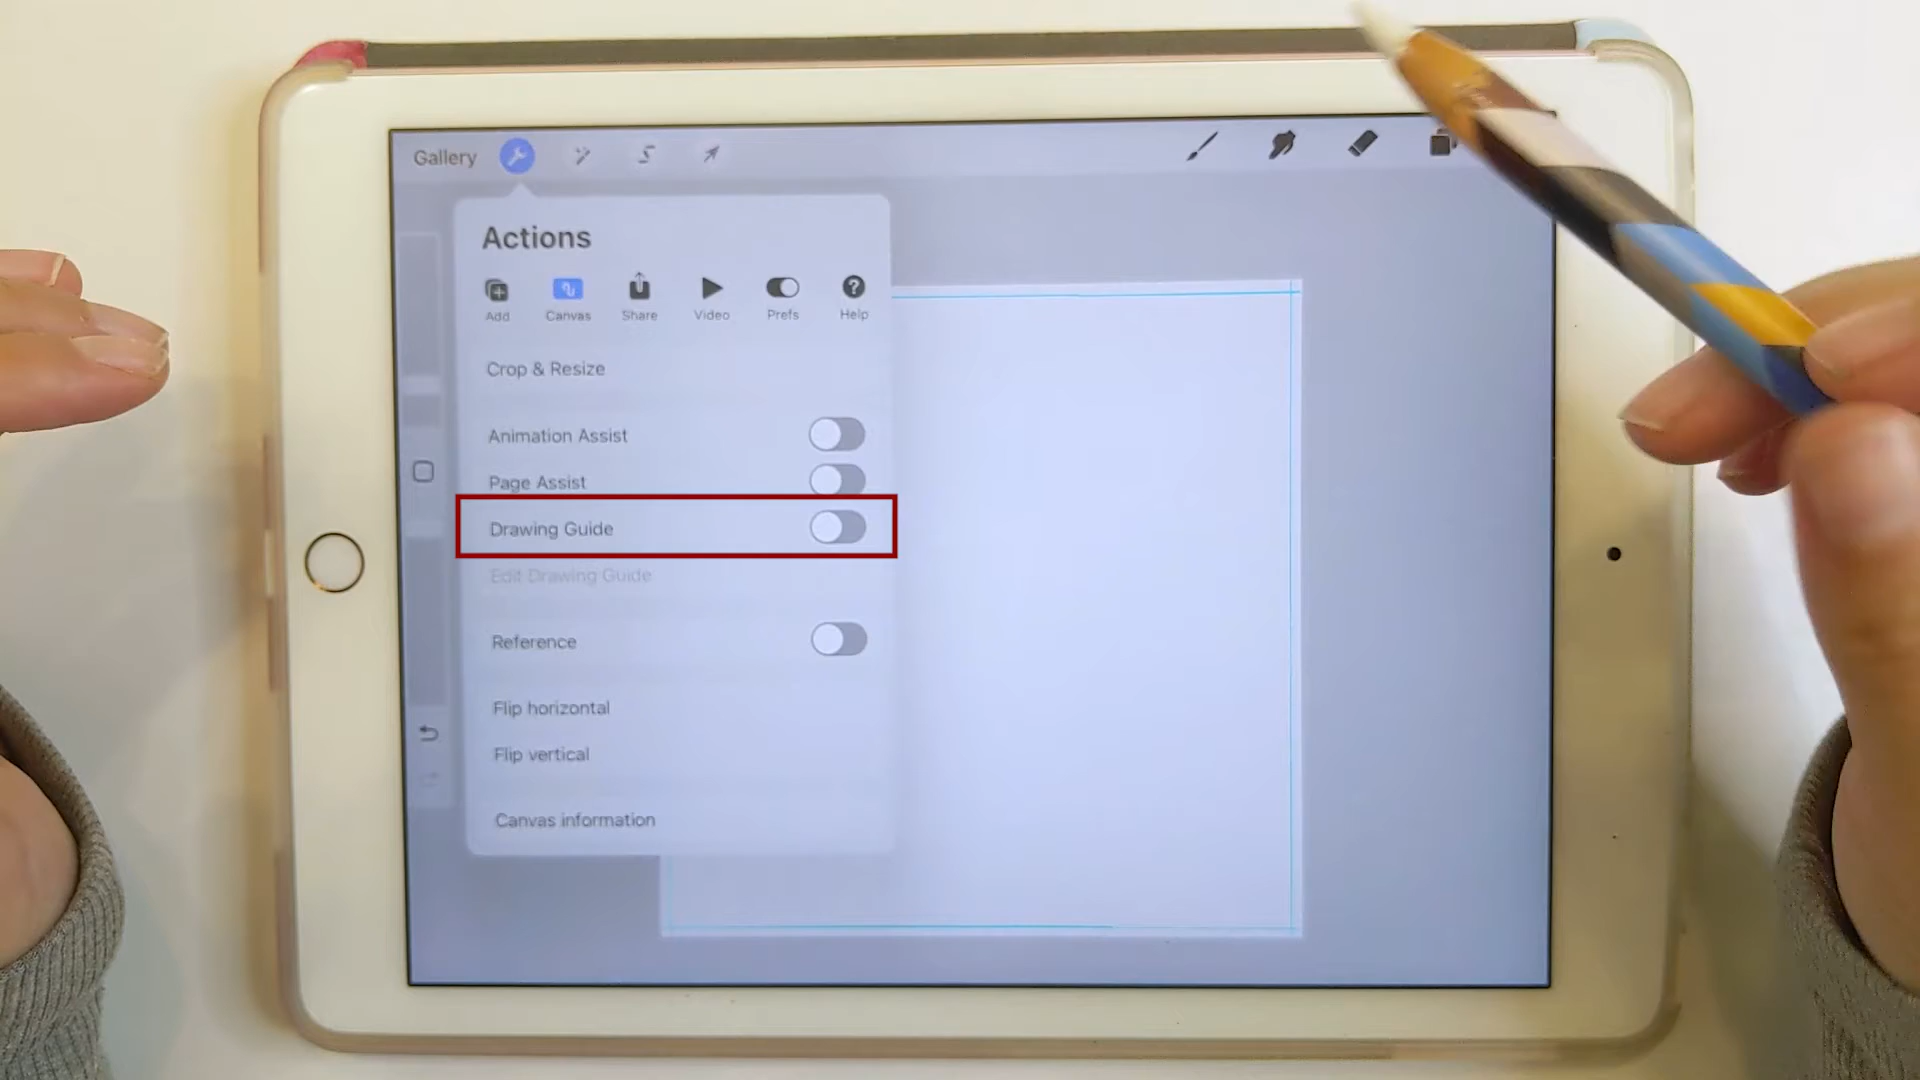 Gallery
Actions
Add Canvas Share Video Prefs Help
Crop & Resize
Animation Assist
Page Assist
Drawing Guide
Edit Drawing Guide
Reference
Flip horizontal
Flip vertical
Canvas information